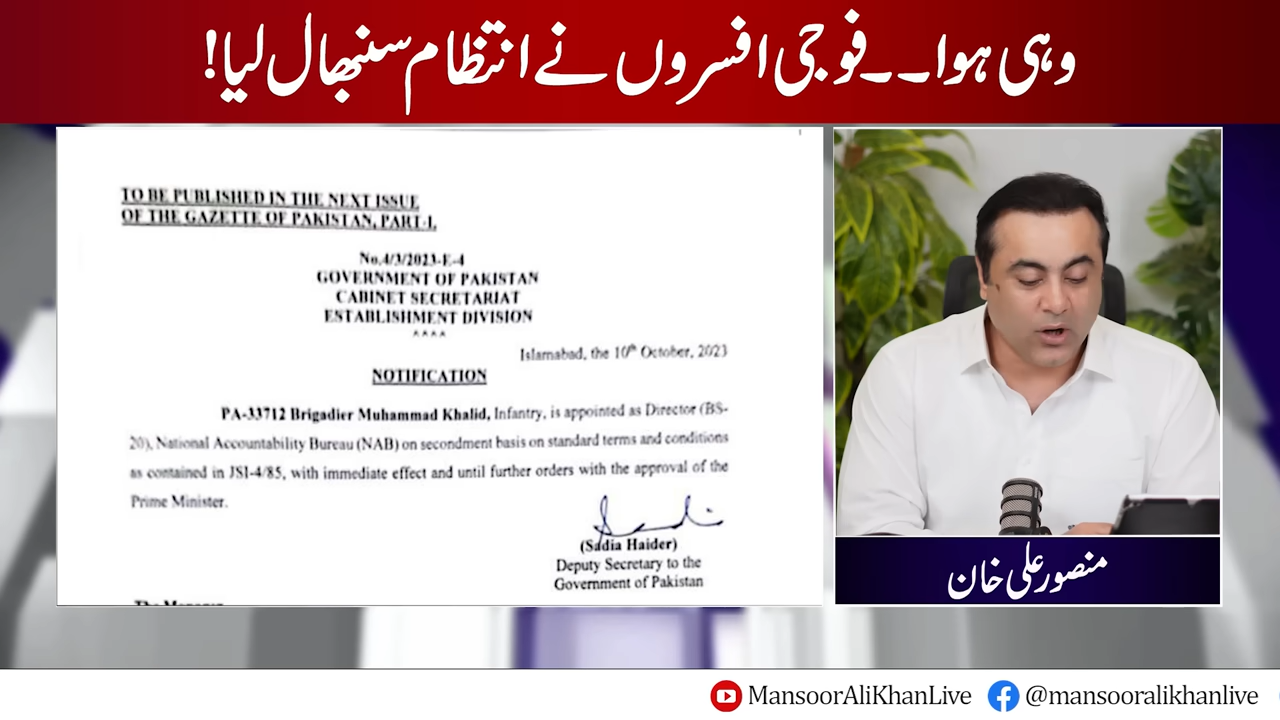 وہی ہوا۔۔فوجی افسروں نے انتظام سنبھال لیا!
TO BE PUBLISHED IN THE NEXT ISSUE
OF THE GAZETTE OF PAKISTAN, PART-I.
No.4/3/2023-E-4
GOVERNMENT OF PAKISTAN
CABINET SECRETARIAT
ESTABLISHMENT DIVISION
****
Islamabad, the 10th October, 2023
NOTIFICATION
PA-33712 Brigadier Muhammad Khalid, Infantry, is appointed as Director (BS-
20), National Accountability Bureau (NAB) on secondment basis on standard terms and conditions
as contained in JSI-4/85, with immediate effect and until further orders with the approval of the
Prime Minister.
(Sadia Haider)
Deputy Secretary to the
Government of Pakistan
منصور علی خان
MansoorAliKhanLive
@mansooralikhanlive